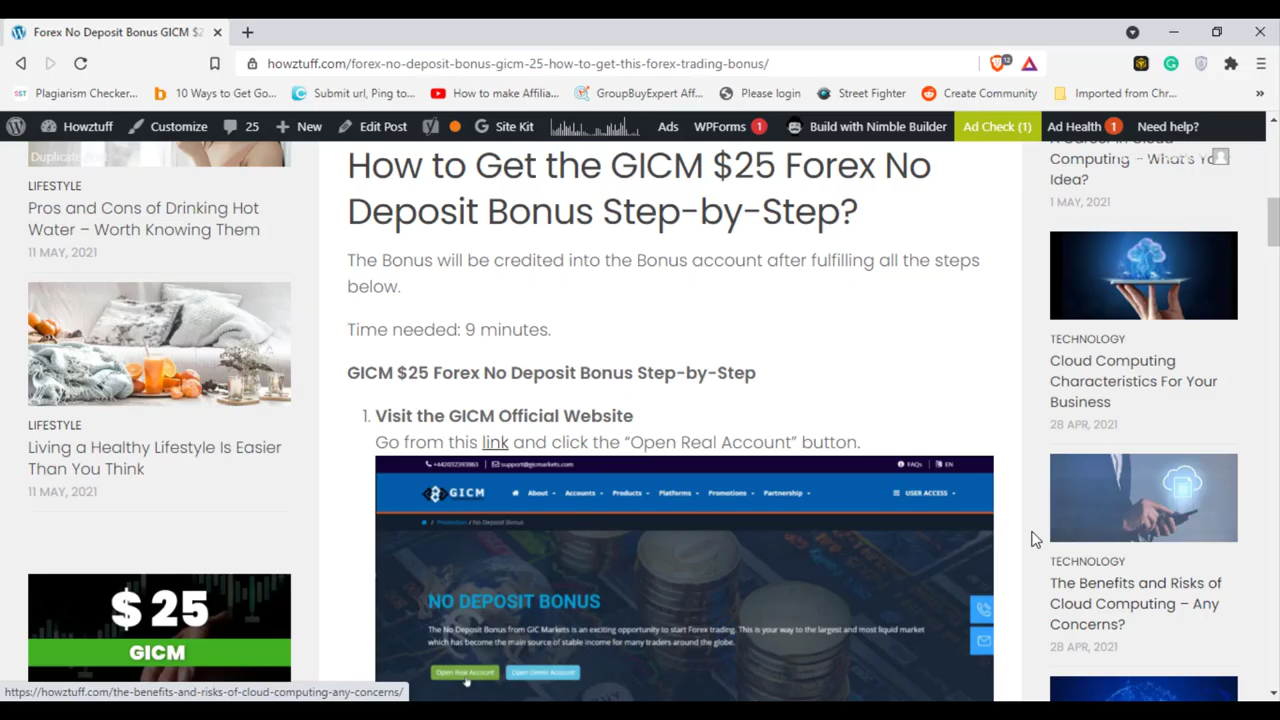 Forex No Deposit Bonus GICM $2
howztuff.com/forex-no-deposit-bonus-gicm-25-how-to-get-this-forex-trading-bonus/
12
SST Plagiarism Checker...
10 Ways to Get Go...
Submit url, Ping to...
How to make Affilia...
GroupBuyExpert Aff...
Please login
Street Fighter
Create Community
Imported from Chr...
Howztuff
Customize
25
New
Edit Post
Site Kit
Ads
WPForms 1
Build with Nimble Builder
Ad Check (1)
Ad Health 1
Need help?
Duplicate
LIFESTYLE
Pros and Cons of Drinking Hot
Water – Worth Knowing Them
11 MAY, 2021
LIFESTYLE
Living a Healthy Lifestyle Is Easier
Than You Think
11 MAY, 2021
$ 25
GICM
https://howztuff.com/the-benefits-and-risks-of-cloud-computing-any-concerns/
How to Get the GICM $25 Forex No
Deposit Bonus Step-by-Step?
The Bonus will be credited into the Bonus account after fulfilling all the steps
below.
Time needed: 9 minutes.
GICM $25 Forex No Deposit Bonus Step-by-Step
1. Visit the GICM Official Website
Go from this link and click the “Open Real Account” button.
+442032393863
support@gicmarkets.com
FAQs
EN
GICM
About
Accounts
Products
Platforms
Promotions
Partnership
USER ACCESS
/ Promotion / No Deposit Bonus
NO DEPOSIT BONUS
The No Deposit Bonus from GIC Markets is an exciting opportunity to start Forex trading. This is your way to the largest and most liquid market
which has become the main source of stable income for many traders around the globe.
Open Real Account
Open Demo Account
Computing – What's
Idea?
1 MAY, 2021
TECHNOLOGY
Cloud Computing
Characteristics For Your
Business
28 APR, 2021
TECHNOLOGY
The Benefits and Risks of
Cloud Computing – Any
Concerns?
28 APR, 2021